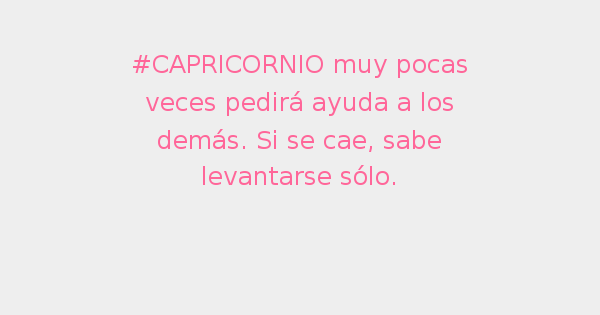 #CAPRICORNIO muy pocas
veces pedirá ayuda a los
demás. Si se cae, sabe
levantarse sólo.